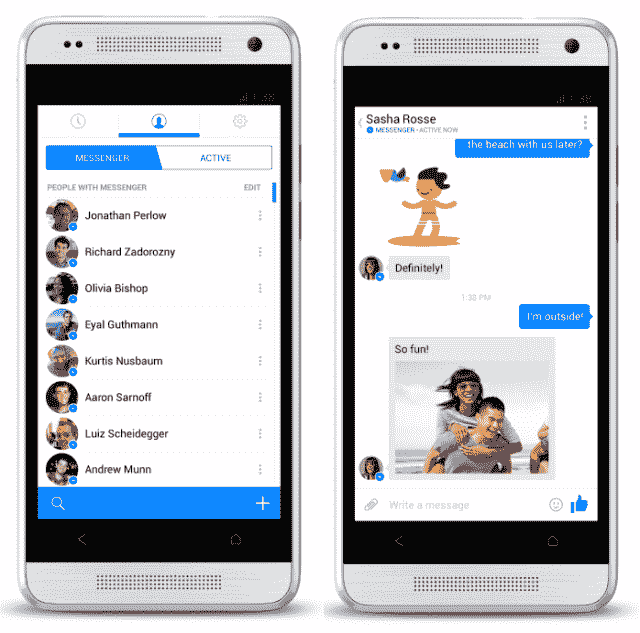 MESSENGER
ACTIVE
PEOPLE WITH MESSENGER
EDIT
Jonathan Perlow
Richard Zadorozny
Olivia Bishop
Eyal Guthmann
Kurtis Nusbaum
Aaron Sarnoff
Luiz Scheidegger
Andrew Munn
Sasha Rosse
MESSENGER • ACTIVE NOW
the beach with us later?
Definitely!
1:30 PM
I'm outside!
So fun!
Write a message